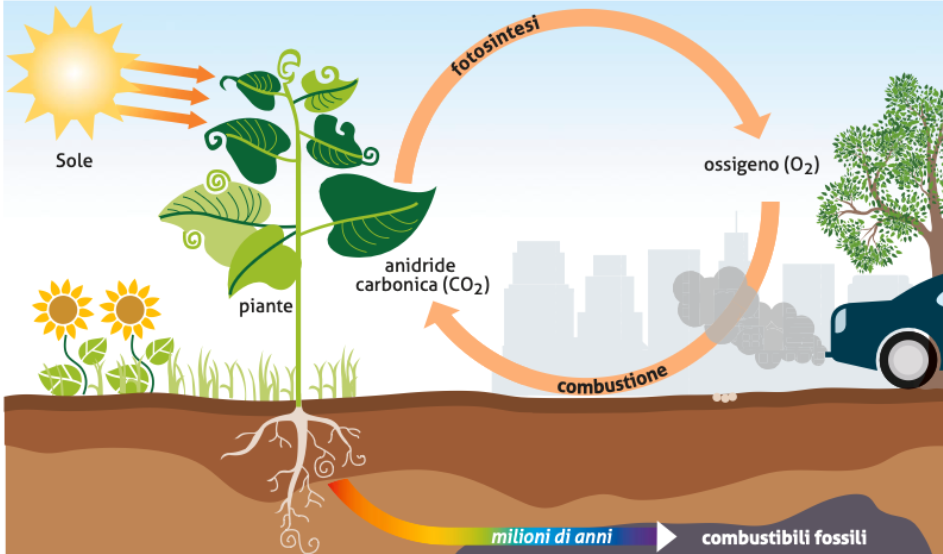 fotosintesi
Sole
ossigeno (O₂)
anidride
carbonica (CO₂)
piante
combustione
milioni di anni
combustibili fossili